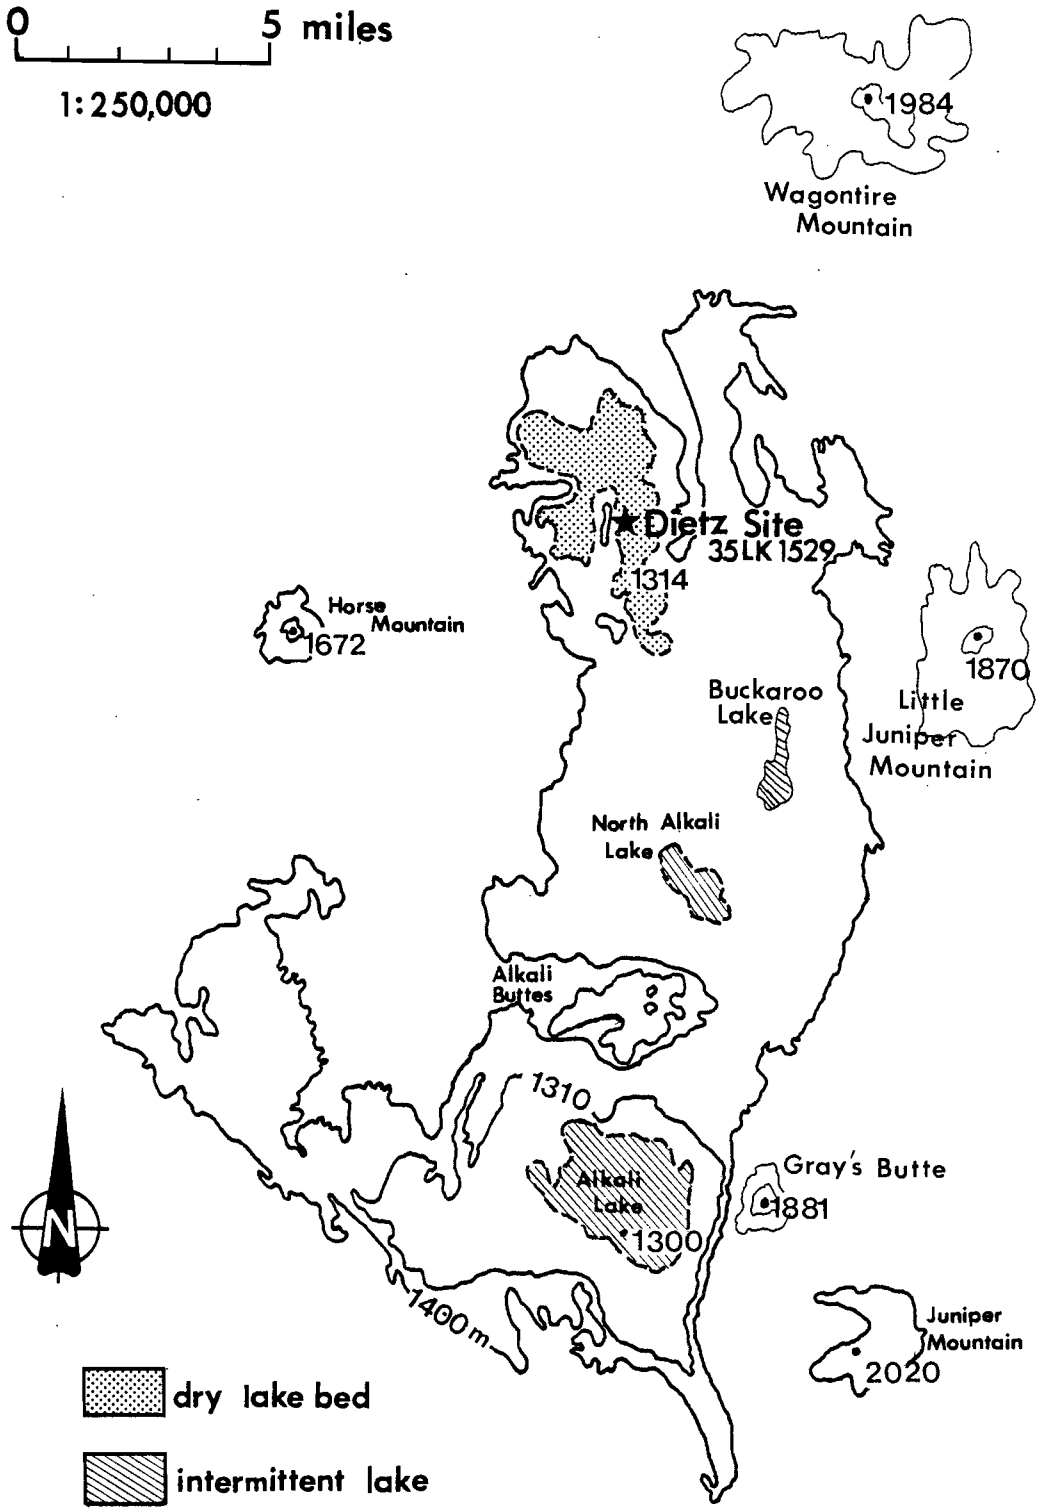 0 5 miles
1:250,000
1984
Wagontire
Mountain
Dietz Site
35LK1529
1314
Horse
Mountain
1672
1870
Buckaroo
Lake
Little
Juniper
Mountain
North Alkali
Lake
Alkali
Buttes
1310
Gray's Butte
1881
Alkali
Lake
1300
N
1400m
Juniper
Mountain
2020
dry lake bed
intermittent lake